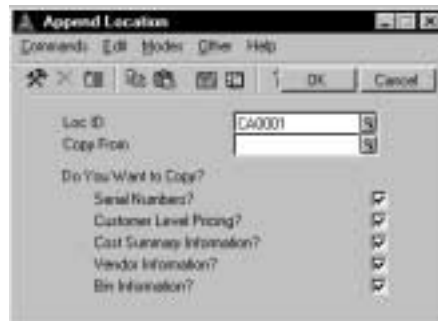 Append Location
Commands Edit Modes Other Help
OK Cancel
Loc ID CA0001
Copy From
Do You Want to Copy?
Serial Numbers?
Customer Level Pricing?
Cost Summary Information?
Vendor Information?
Bin Information?